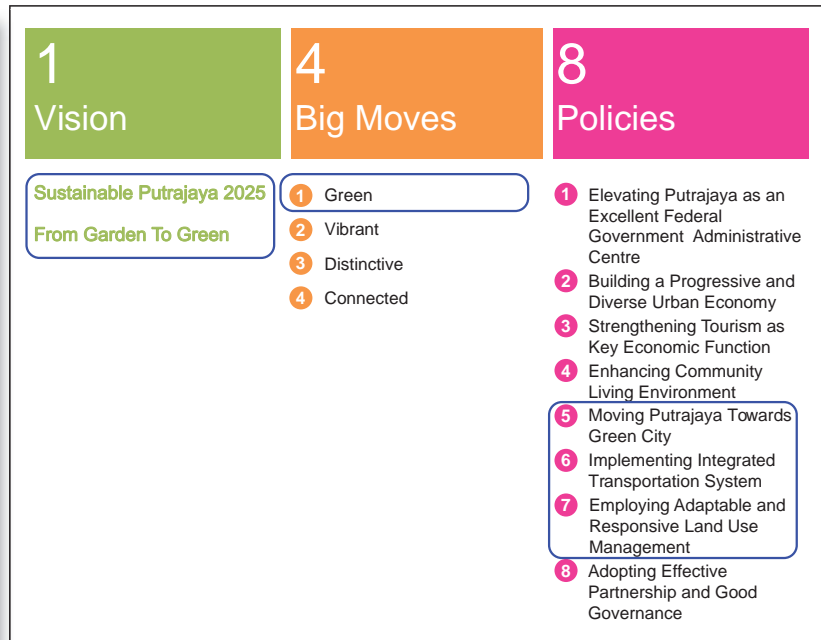 1
Vision
4
Big Moves
8
Policies
Sustainable Putrajaya 2025
From Garden To Green
1 Green
2 Vibrant
3 Distinctive
4 Connected
1 Elevating Putrajaya as an
Excellent Federal
Government Administrative
Centre
2 Building a Progressive and
Diverse Urban Economy
3 Strengthening Tourism as
Key Economic Function
4 Enhancing Community
Living Environment
5 Moving Putrajaya Towards
Green City
6 Implementing Integrated
Transportation System
7 Employing Adaptable and
Responsive Land Use
Management
8 Adopting Effective
Partnership and Good
Governance